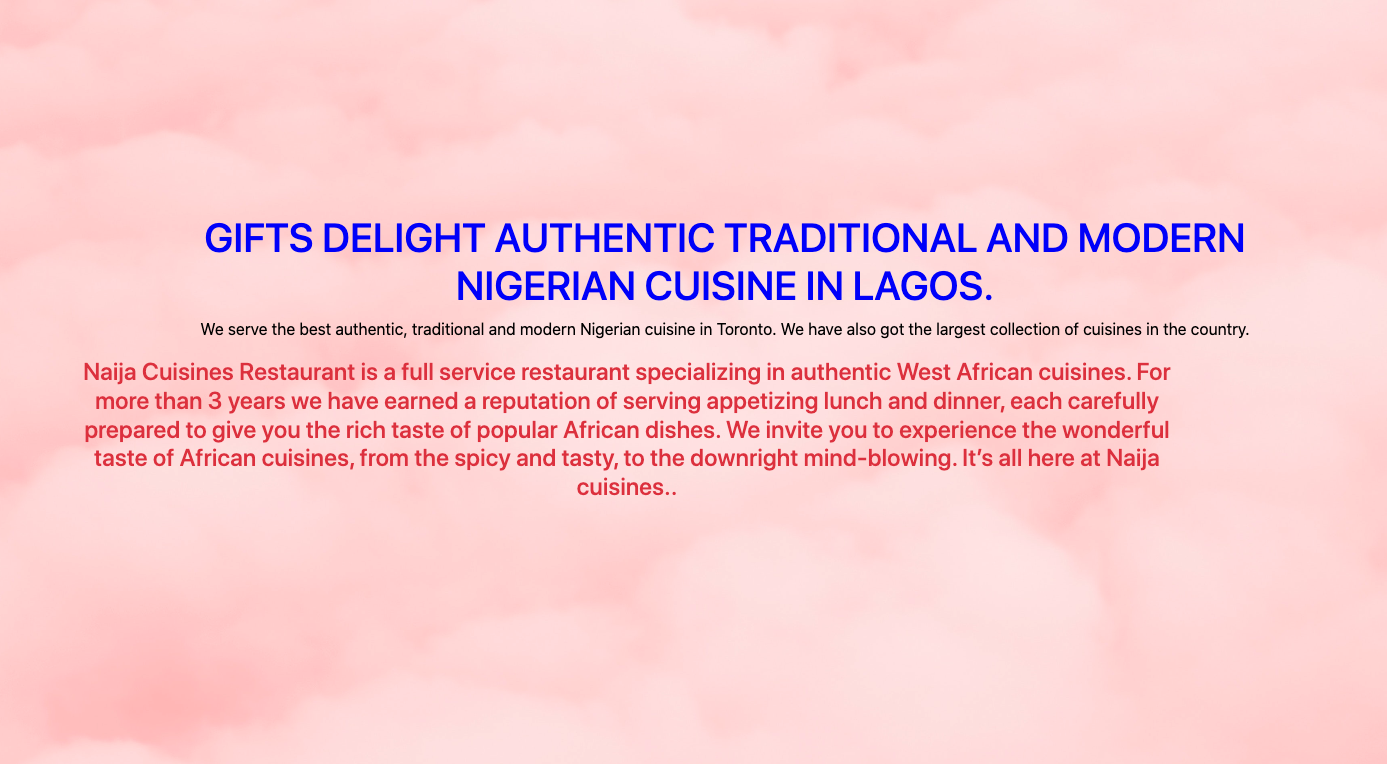 GIFTS DELIGHT AUTHENTIC TRADITIONAL AND MODERN
NIGERIAN CUISINE IN LAGOS.
We serve the best authentic, traditional and modern Nigerian cuisine in Toronto. We have also got the largest collection of cuisines in the country.
Naija Cuisines Restaurant is a full service restaurant specializing in authentic West African cuisines. For
more than 3 years we have earned a reputation of serving appetizing lunch and dinner, each carefully
prepared to give you the rich taste of popular African dishes. We invite you to experience the wonderful
taste of African cuisines, from the spicy and tasty, to the downright mind-blowing. It’s all here at Naija
cuisines..